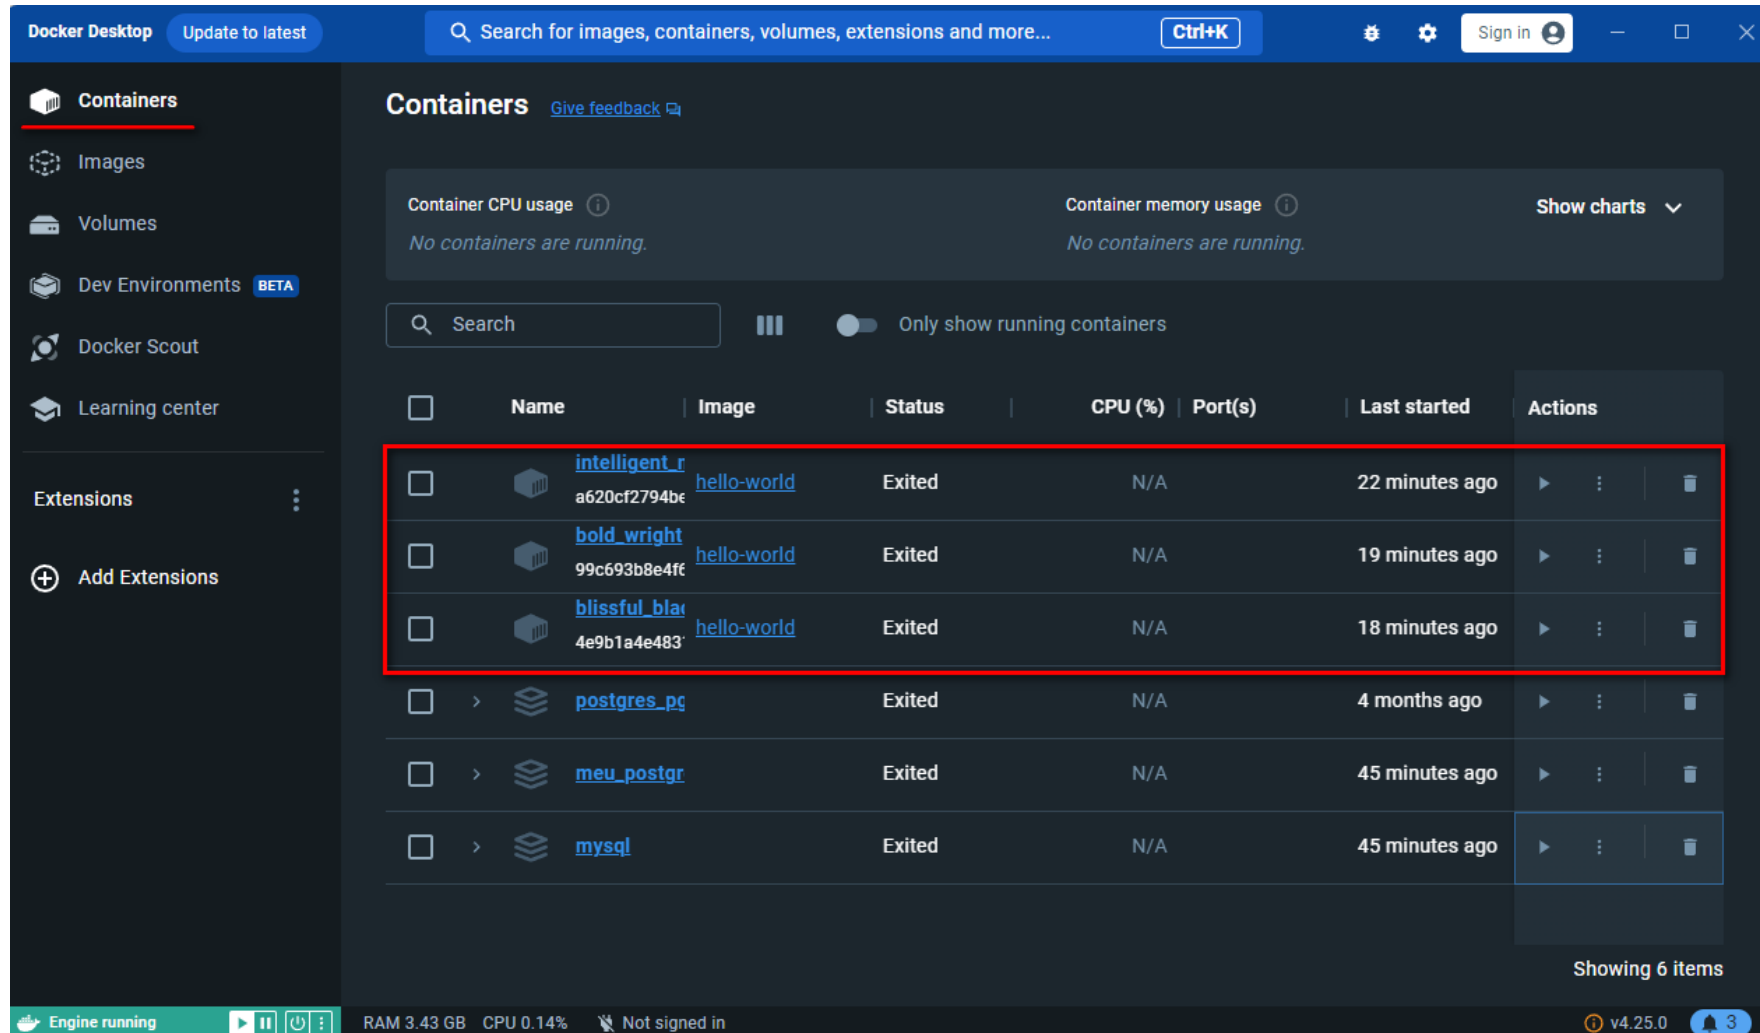 Docker Desktop Update to latest Search for images, containers, volumes, extensions and more... Ctrl+K Sign in
Containers
Images
Volumes
Dev Environments BETA
Docker Scout
Learning center
Extensions
Add Extensions
Containers Give feedback
Container CPU usage
No containers are running.
Container memory usage
No containers are running.
Show charts
Search Only show running containers
Name Image Status CPU (%) Port(s) Last started Actions
intelligent_r
a620cf2794be
hello-world Exited N/A 22 minutes ago
bold_wright
99c693b8e4f6
hello-world Exited N/A 19 minutes ago
blissful_blac
4e9b1a4e483
hello-world Exited N/A 18 minutes ago
postgres_pg Exited N/A 4 months ago
meu_postgr Exited N/A 45 minutes ago
mysql Exited N/A 45 minutes ago
Showing 6 items
Engine running RAM 3.43 GB CPU 0.14% Not signed in v4.25.0 3